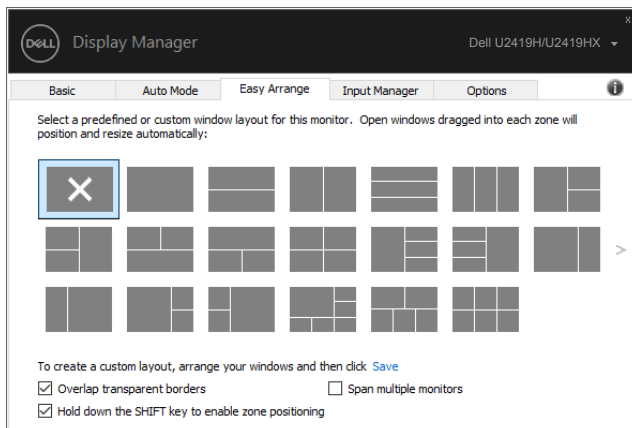 x
DELL Display Manager Dell U2419H/U2419HX
Basic Auto Mode Easy Arrange Input Manager Options i
Select a predefined or custom window layout for this monitor. Open windows dragged into each zone will
position and resize automatically:
>
To create a custom layout, arrange your windows and then click Save
Overlap transparent borders Span multiple monitors
Hold down the SHIFT key to enable zone positioning